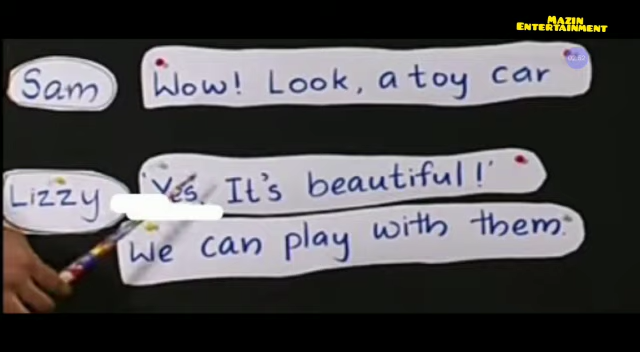 Mazin
Entertainment
Sam
Wow! Look, a toy car
Lizzy
'Yes, It's beautiful!'
We can play with them.